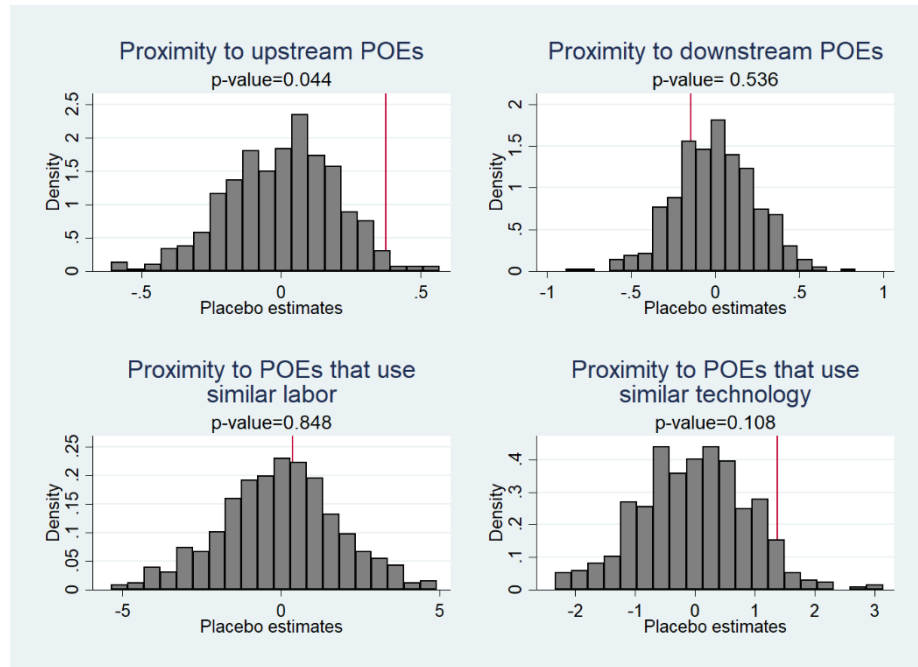 Proximity to upstream POEs
p-value=0.044
Density
0 .5 1 1.5 2 2.5
-.5 0 .5
Placebo estimates
Proximity to downstream POEs
p-value= 0.536
Density
0 .5 1 1.5 2
-1 -.5 0 .5 1
Placebo estimates
Proximity to POEs that use
similar labor
p-value=0.848
Density
0 .05 .1 .15 .2 .25
-5 0 5
Placebo estimates
Proximity to POEs that use
similar technology
p-value=0.108
Density
0 .1 .2 .3 .4
-2 -1 0 1 2 3
Placebo estimates